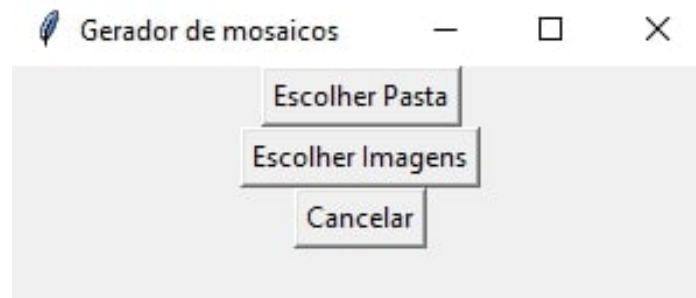 Gerador de mosaicos
Escolher Pasta
Escolher Imagens
Cancelar